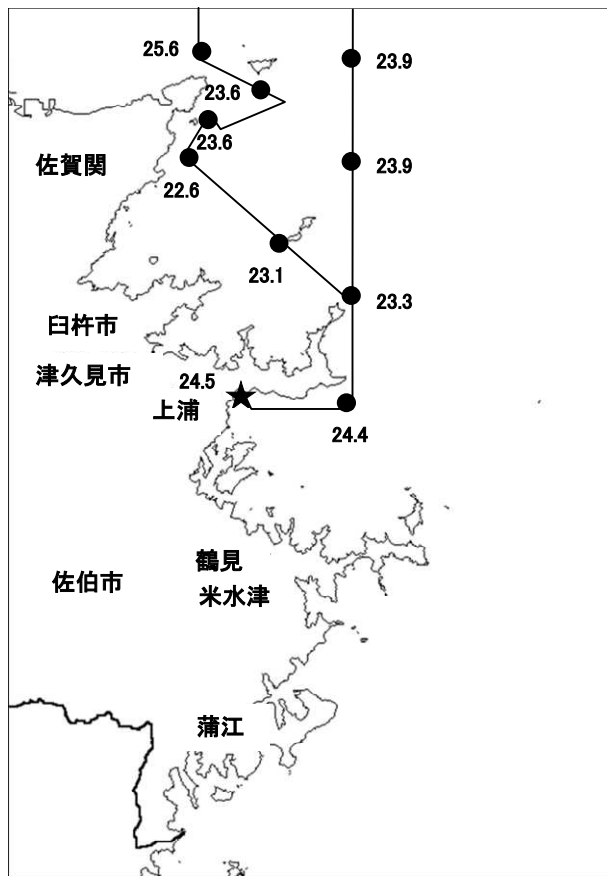 25.6
23.9
23.6
23.6
佐賀関
22.6
23.9
23.1
23.3
臼杵市
津久見市
24.5
上浦
24.4
鶴見
佐伯市
米水津
蒲江